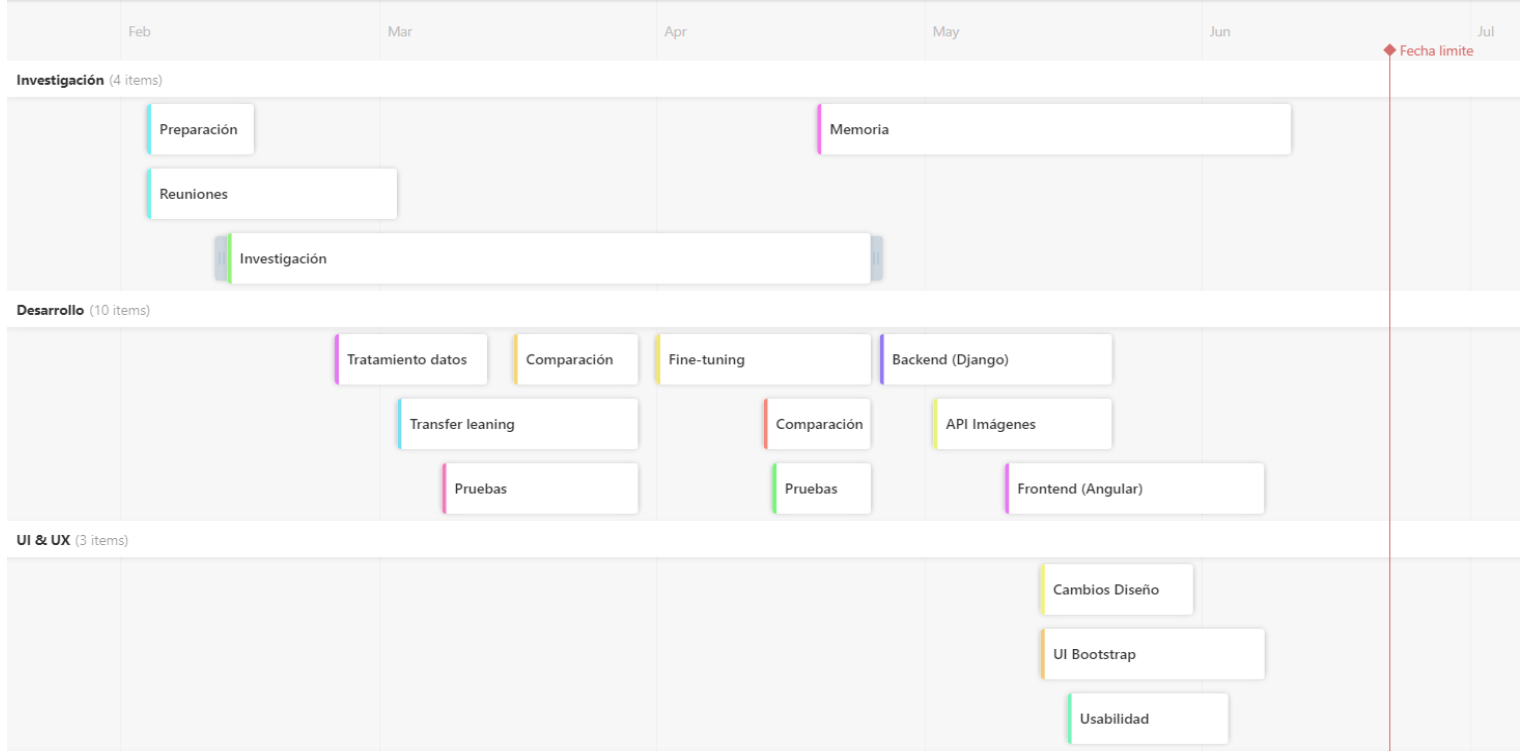 Feb Mar Apr May Jun Jul
Fecha limite
Investigación (4 items)
Preparación Memoria
Reuniones
Investigación
Desarrollo (10 items)
Tratamiento datos Comparación Fine-tuning Backend (Django)
Transfer leaning Comparación API Imágenes
Pruebas Pruebas Frontend (Angular)
UI & UX (3 items)
Cambios Diseño
UI Bootstrap
Usabilidad